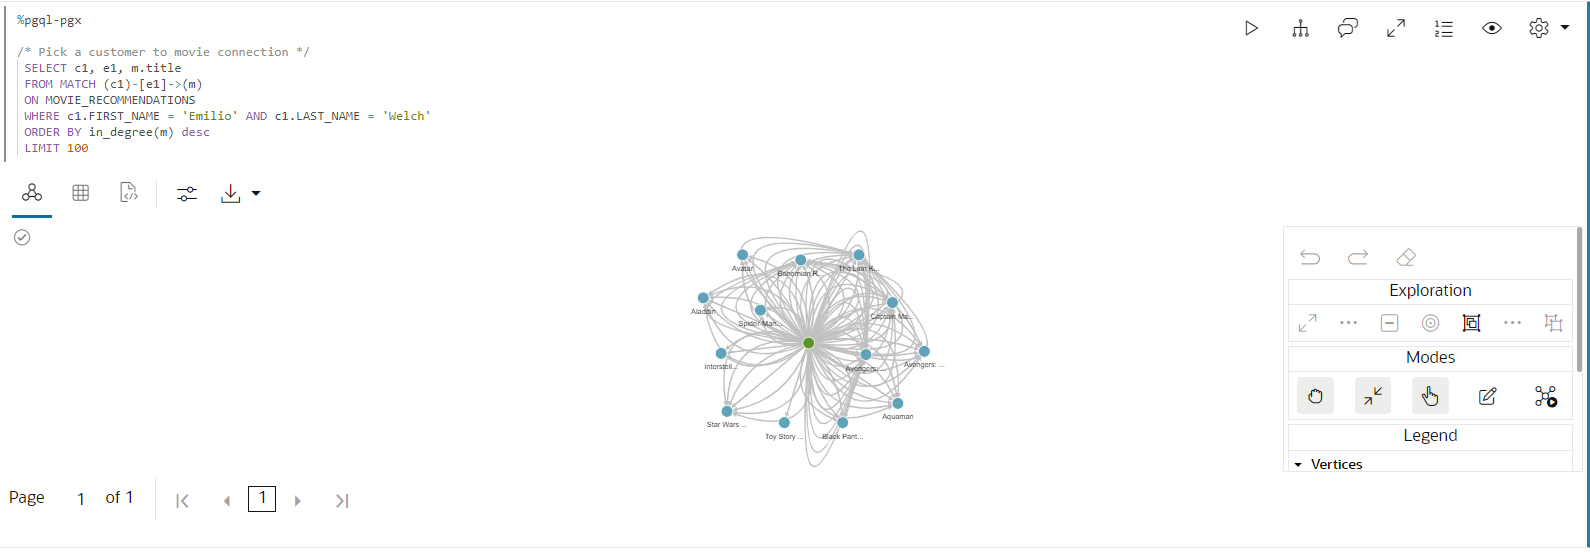 %pgql-pgx
/* Pick a customer to movie connection */
SELECT c1, e1, m.title
FROM MATCH (c1)-[e1]->(m)
ON MOVIE_RECOMMENDATIONS
WHERE c1.FIRST_NAME = 'Emilio' AND c1.LAST_NAME = 'Welch'
ORDER BY in_degree(m) desc
LIMIT 100
Avatar
Bohemian R...
The Lion K...
Aladdin
Spider-Man...
Captain Ma...
Interstell...
Avengers: ...
Avengers: ...
Star Wars ...
Aquaman
Toy Story ...
Black Pant...
Exploration
Modes
Legend
Vertices
Page 1 of 1
1